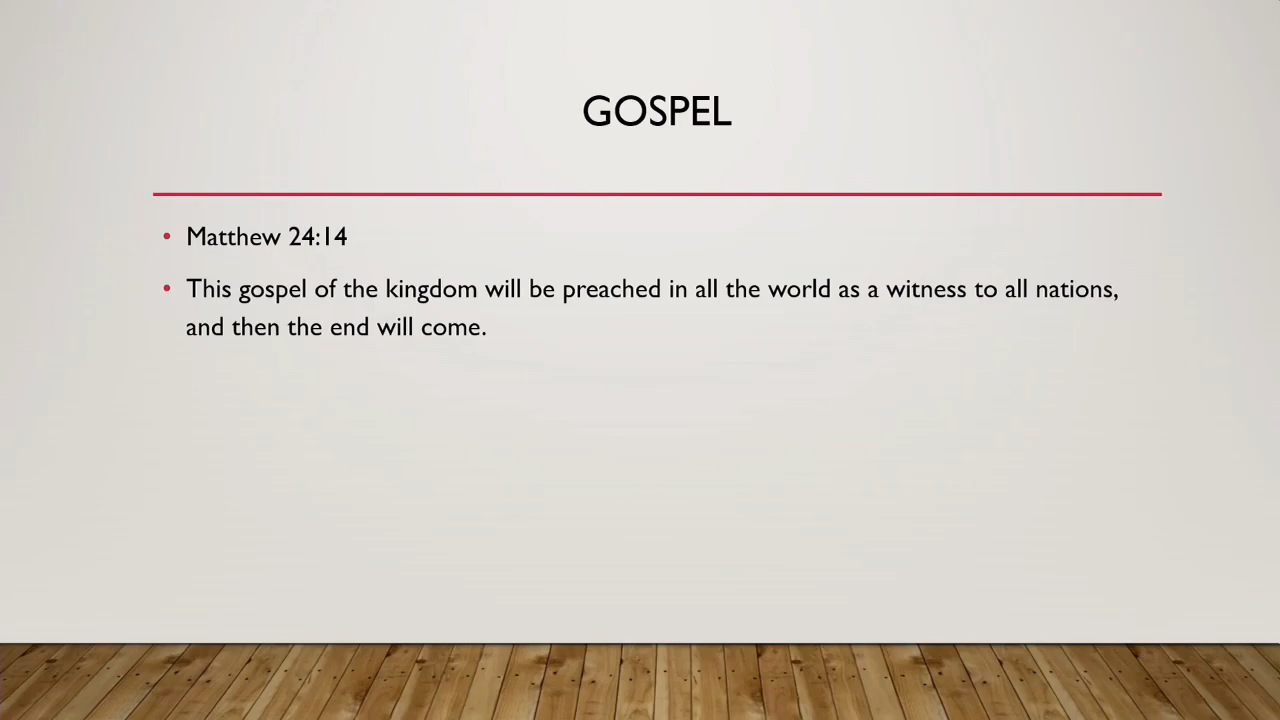 GOSPEL
• Matthew 24:14
• This gospel of the kingdom will be preached in all the world as a witness to all nations,
and then the end will come.